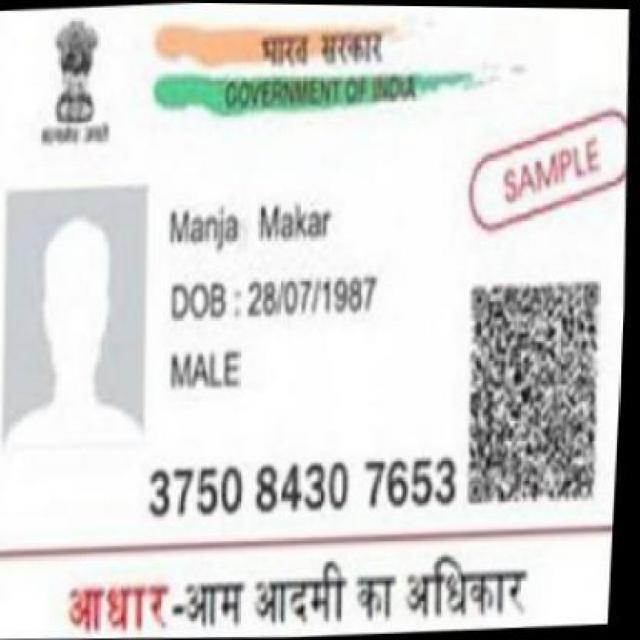 भारत सरकार
GOVERNMENT OF INDIA
सत्यमेव जयते
SAMPLE
Manja Makar
DOB : 28/07/1987
MALE
3750 8430 7653
आधार-आम आदमी का अधिकार